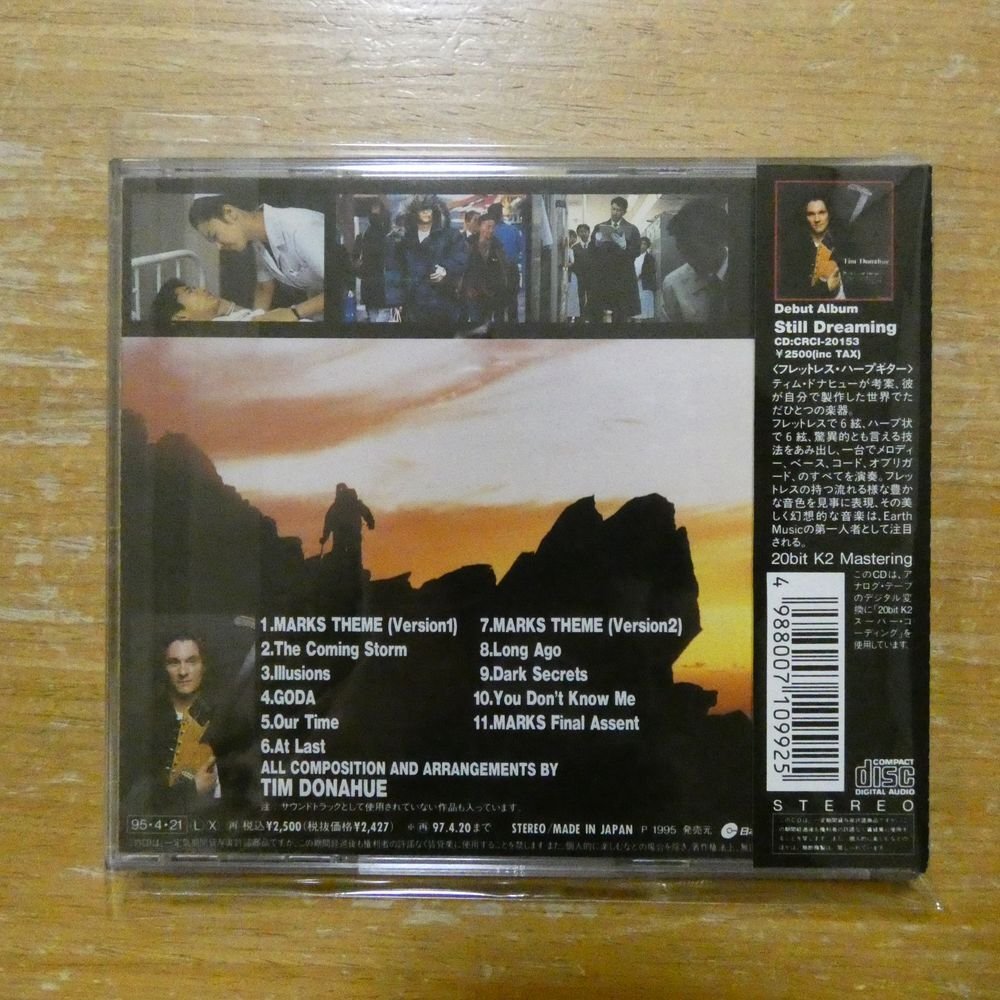 1.MARKS THEME (Version1)
2.The Coming Storm
3.Illusions
4.GODA
5.Our Time
6.At Last
7.MARKS THEME (Version2)
8.Long Ago
9.Dark Secrets
10.You Don't Know Me
11.MARKS Final Assent
ALL COMPOSITION AND ARRANGEMENTS BY
TIM DONAHUE
注：サウンドトラックとして使用されていない作品も入っています。
95・4・21 (L)(X) 再 税込¥2,500(税抜価格¥2,427) ※再 97.4.20まで STEREO/MADE IN JAPAN P 1995 発売元 日
Tim Donahue
Debut Album
Still Dreaming
CD:CRCI-20153
¥2500(inc TAX)
〈フレットレス・ハープギター〉
ティム・ドナヒューが考案、彼
が自分で製作した世界でた
だひとつの楽器。
フレットレスで6絃、ハープ状
で6絃、驚異的とも言える技
法をあみ出し、一台でメロディ
ー、ベース、コード、オブリガ
ード、のすべてを演奏。フレッ
トレスの持つ流れる様な豊か
な音色を見事に表現、その美
しく幻想的な音楽は、Earth
Musicの第一人者として注目
される。
20bit K2 Mastering
このCDは、ア
ナログ・テープ
のデジタル変
換に「20bit K2
スーパー・コ
ーディング」を
使用しています。
4 988007 109925
COMPACT
disc
DIGITAL AUDIO
STEREO